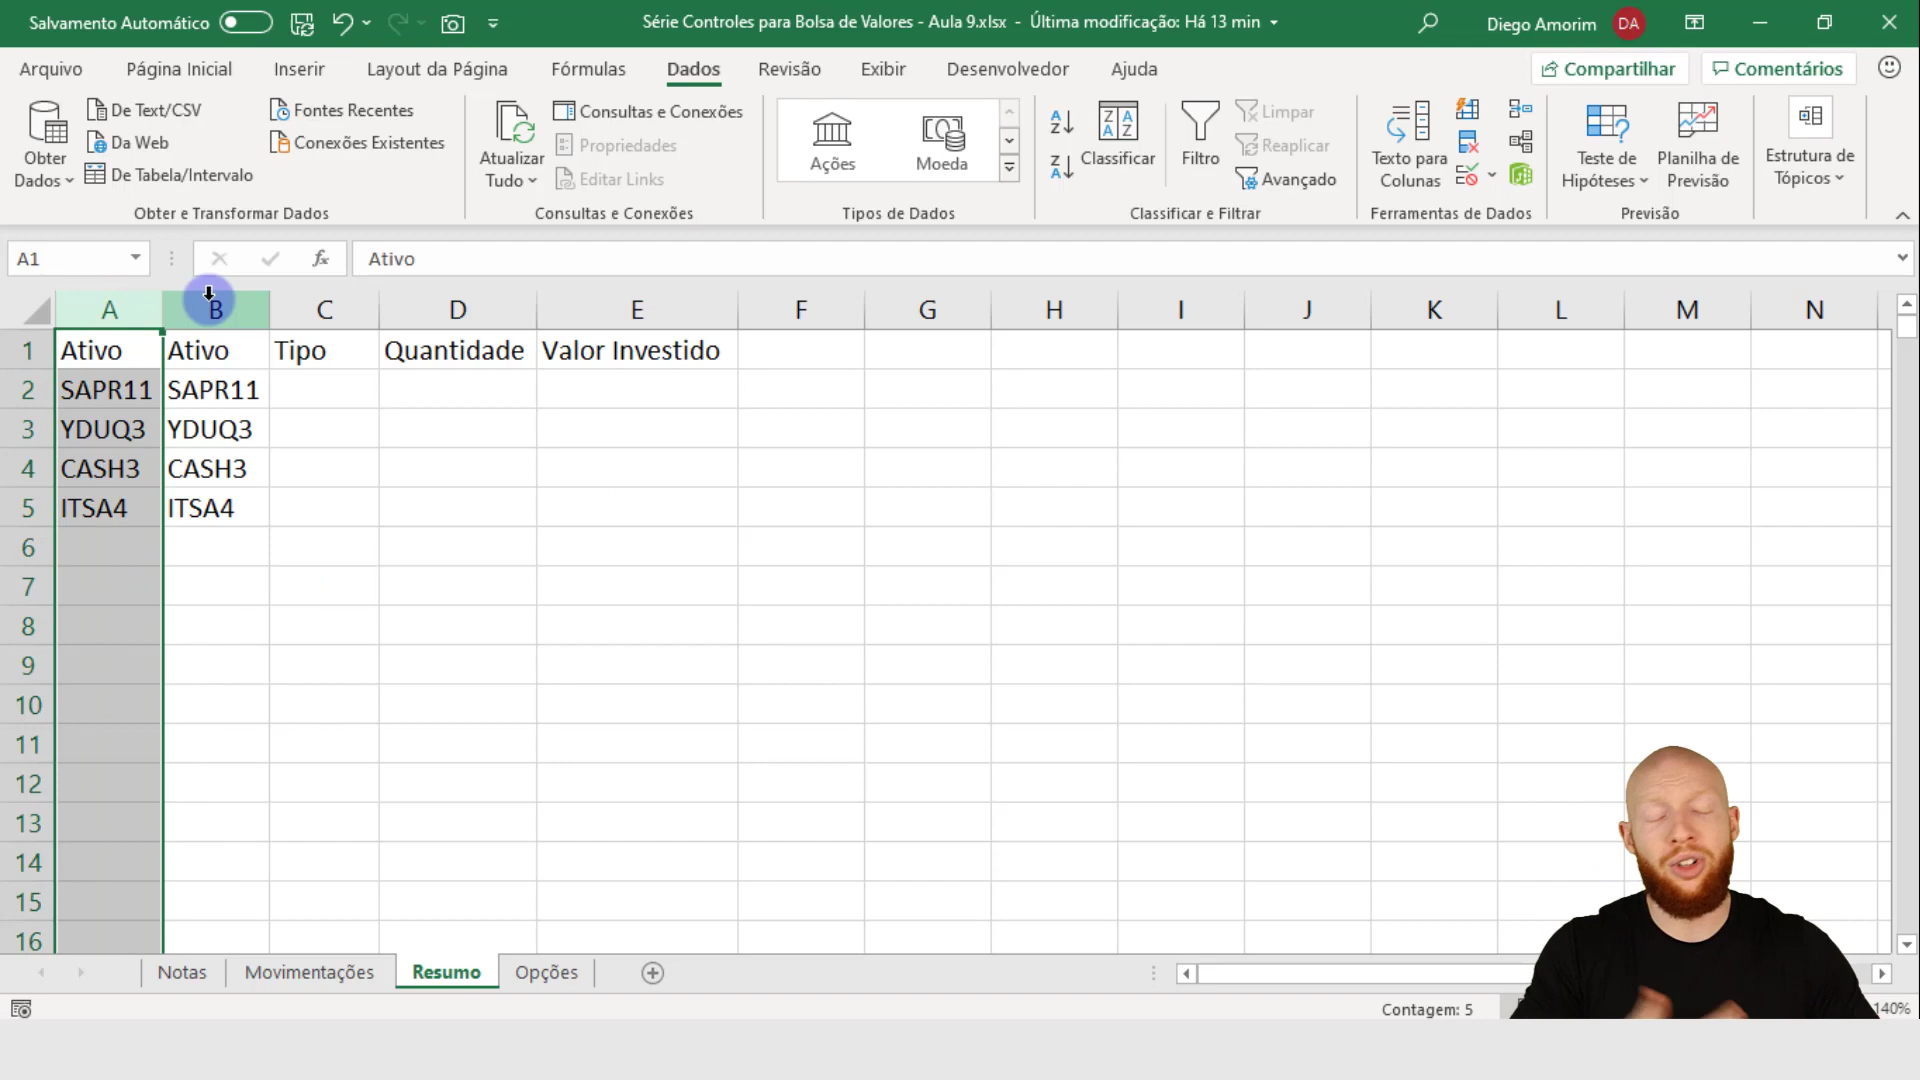 Salvamento Automático
Série Controles para Bolsa de Valores - Aula 9.xlsx - Última modificação: Há 13 min
Diego Amorim
DA
Arquivo Página Inicial Inserir Layout da Página Fórmulas Dados Revisão Exibir Desenvolvedor Ajuda
Compartilhar
Comentários
Obter Dados
De Text/CSV
Da Web
De Tabela/Intervalo
Fontes Recentes
Conexões Existentes
Obter e Transformar Dados
Atualizar Tudo
Consultas e Conexões
Propriedades
Editar Links
Consultas e Conexões
Ações
Moeda
Tipos de Dados
Classificar
Filtro
Limpar
Reaplicar
Avançado
Classificar e Filtrar
Texto para Colunas
Ferramentas de Dados
Teste de Hipóteses
Planilha de Previsão
Previsão
Estrutura de Tópicos
A1
fx
Ativo
A B C D E F G H I J K L M N
1 Ativo Ativo Tipo Quantidade Valor Investido
2 SAPR11 SAPR11
3 YDUQ3 YDUQ3
4 CASH3 CASH3
5 ITSA4 ITSA4
6
7
8
9
10
11
12
13
14
15
16
Notas Movimentações Resumo Opções
Contagem: 5
140%